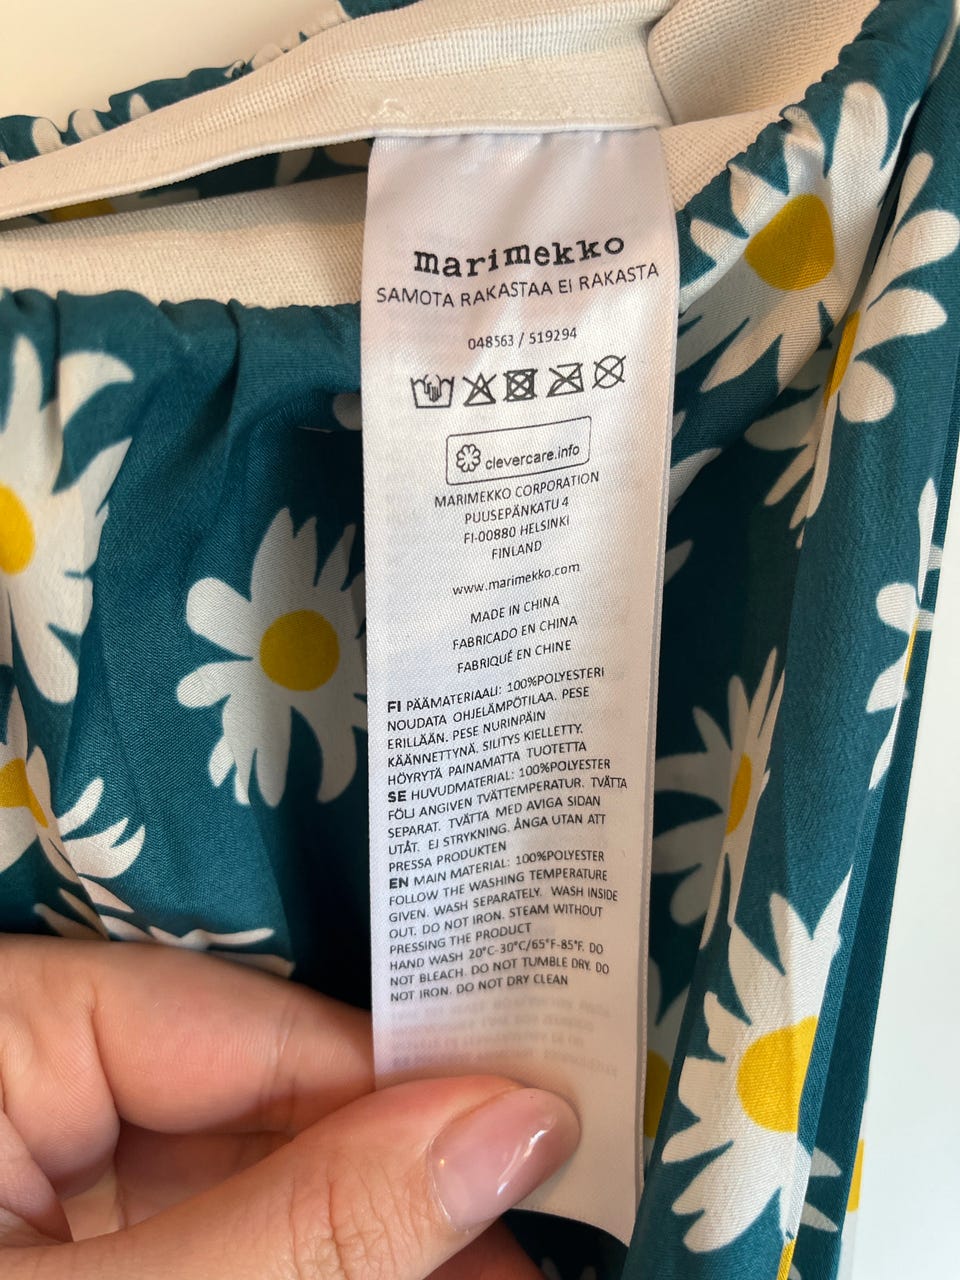 marimekko
SAMOTA RAKASTAA EI RAKASTA
048563 / 519294
clevercare.info
MARIMEKKO CORPORATION
PUUSEPÄNKATU 4
FI-00880 HELSINKI
FINLAND
www.marimekko.com
MADE IN CHINA
FABRICADO EN CHINA
FABRIQUÉ EN CHINE
FI PÄÄMATERIAALI: 100%POLYESTERI
NOUDATA OHJELÄMPÖTILAA. PESE
ERILLÄÄN. PESE NURINPÄIN
KÄÄNNETTYNÄ. SILITYS KIELLETTY.
HÖYRYTÄ PAINAMATTA TUOTETTA
SE HUVUDMATERIAL: 100%POLYESTER
FÖLJ ANGIVEN TVÄTTEMPERATUR. TVÄTTA
SEPARAT. TVÄTTA MED AVIGA SIDAN
UTÅT. EJ STRYKNING. ÅNGA UTAN ATT
PRESSA PRODUKTEN
EN MAIN MATERIAL: 100%POLYESTER
FOLLOW THE WASHING TEMPERATURE
GIVEN. WASH SEPARATELY. WASH INSIDE
OUT. DO NOT IRON. STEAM WITHOUT
PRESSING THE PRODUCT
HAND WASH 20°C-30°C/65°F-85°F. DO
NOT BLEACH. DO NOT TUMBLE DRY. DO
NOT IRON. DO NOT DRY CLEAN